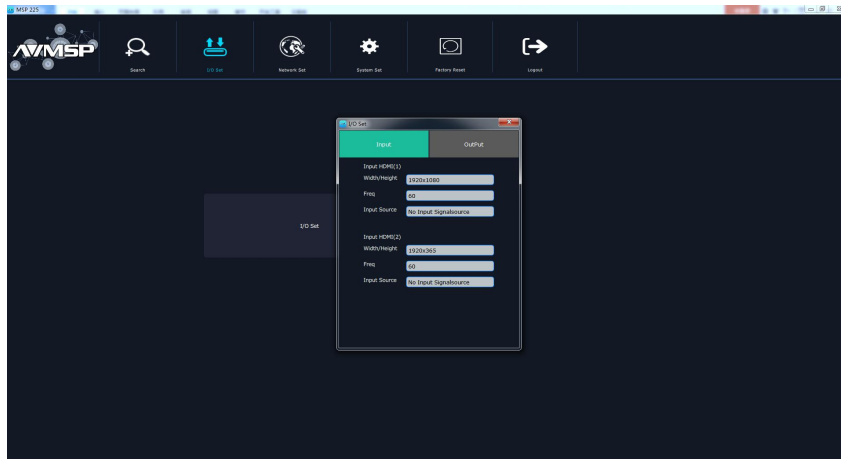 MSP 225
AVMSP
Search
I/O Set
Network Set
System Set
Factory Reset
Logout
I/O Set
I/O Set
Input
OutPut
Input HDMI(1)
Width/Height 1920x1080
Freq 60
Input Source No Input Signalsource
Input HDMI(2)
Width/Height 1920x365
Freq 60
Input Source No Input Signalsource